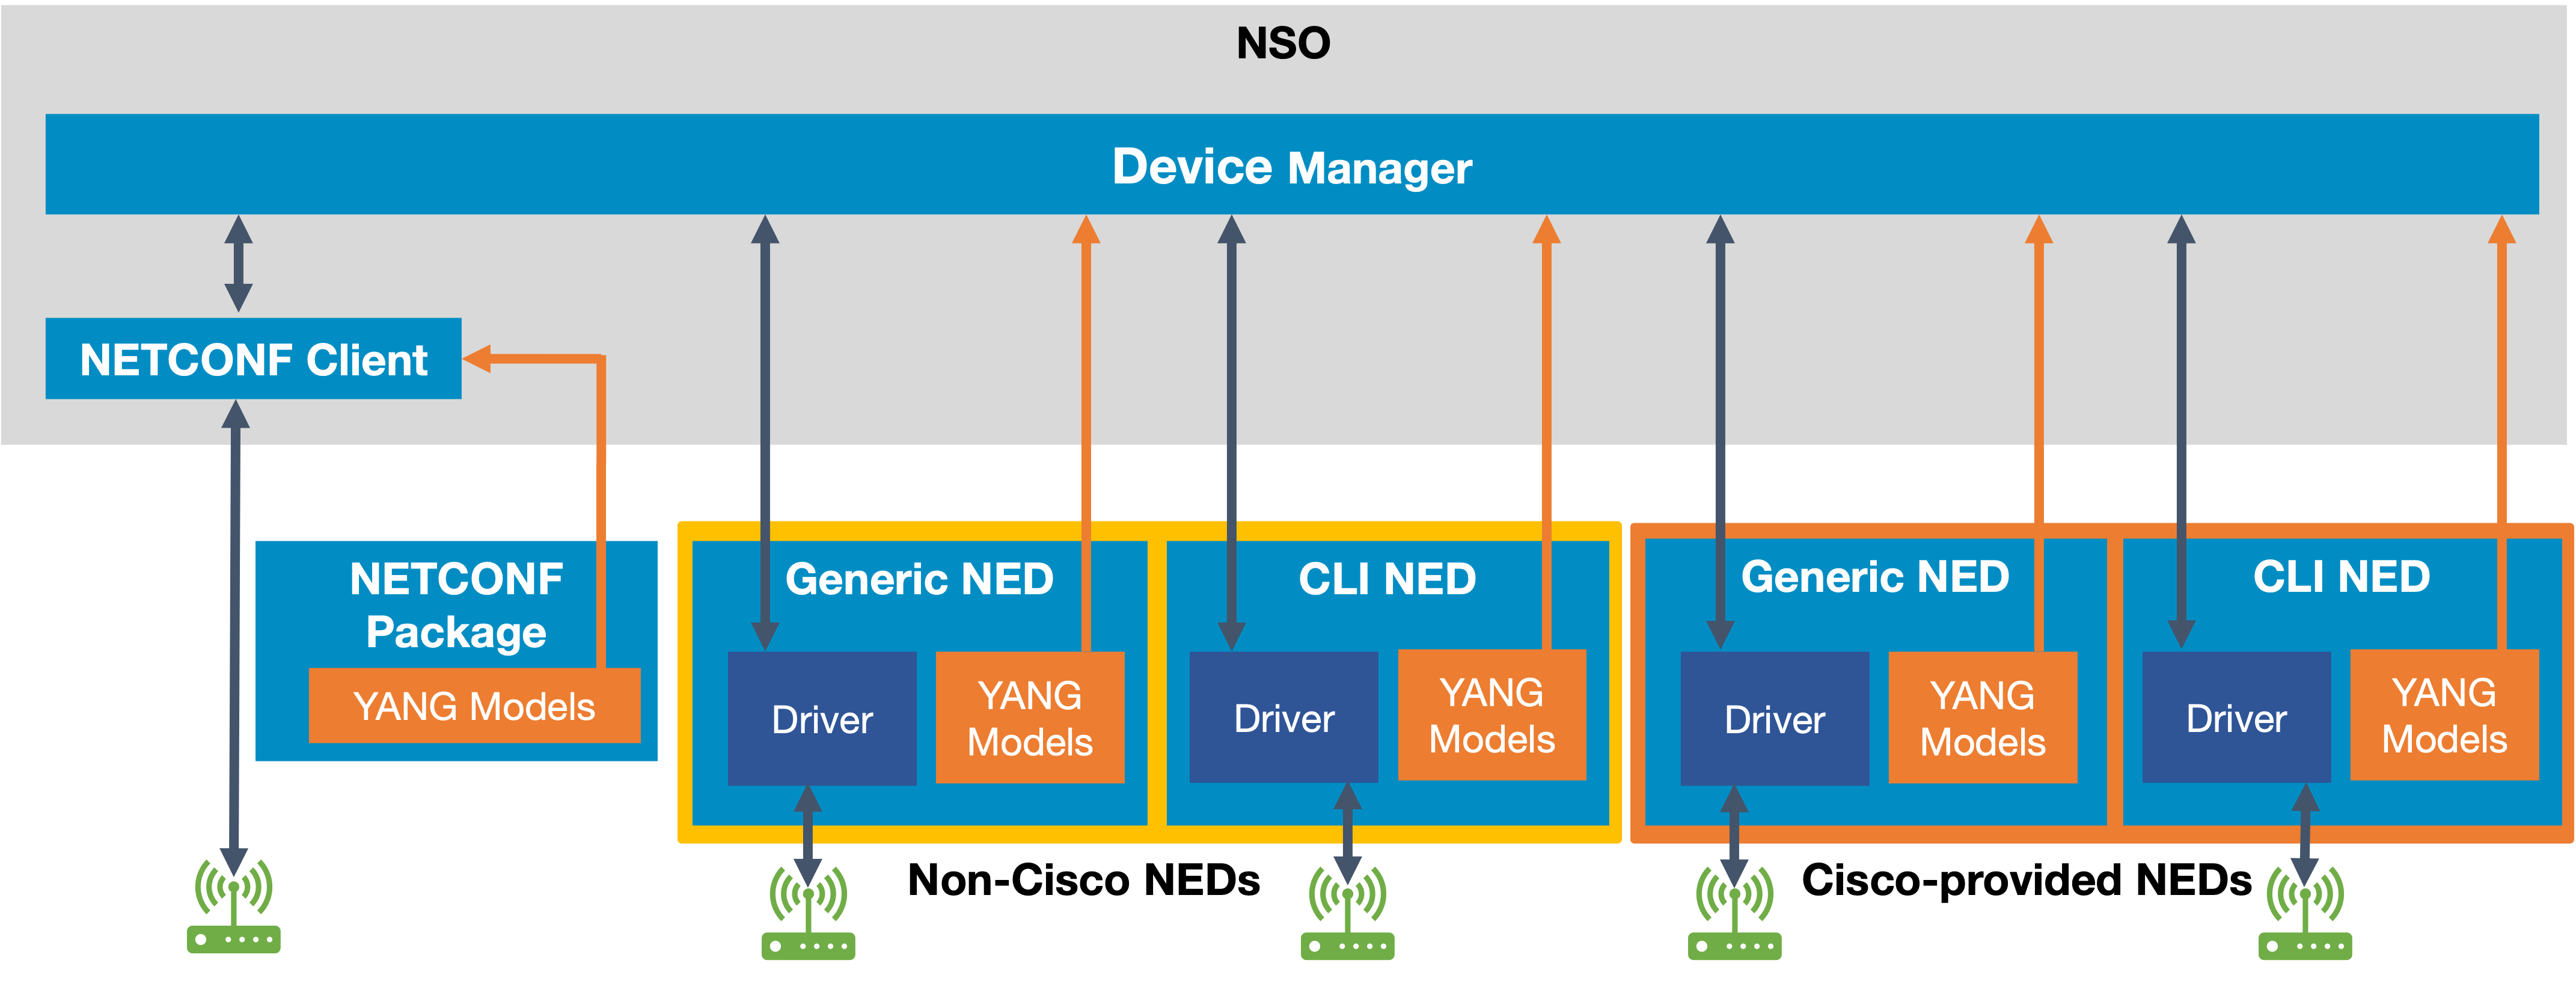 NSO
Device Manager
NETCONF Client
NETCONF
Package
YANG Models
Generic NED
Driver
YANG
Models
CLI NED
Driver
YANG
Models
Generic NED
Driver
YANG
Models
CLI NED
Driver
YANG
Models
Non-Cisco NEDs
Cisco-provided NEDs